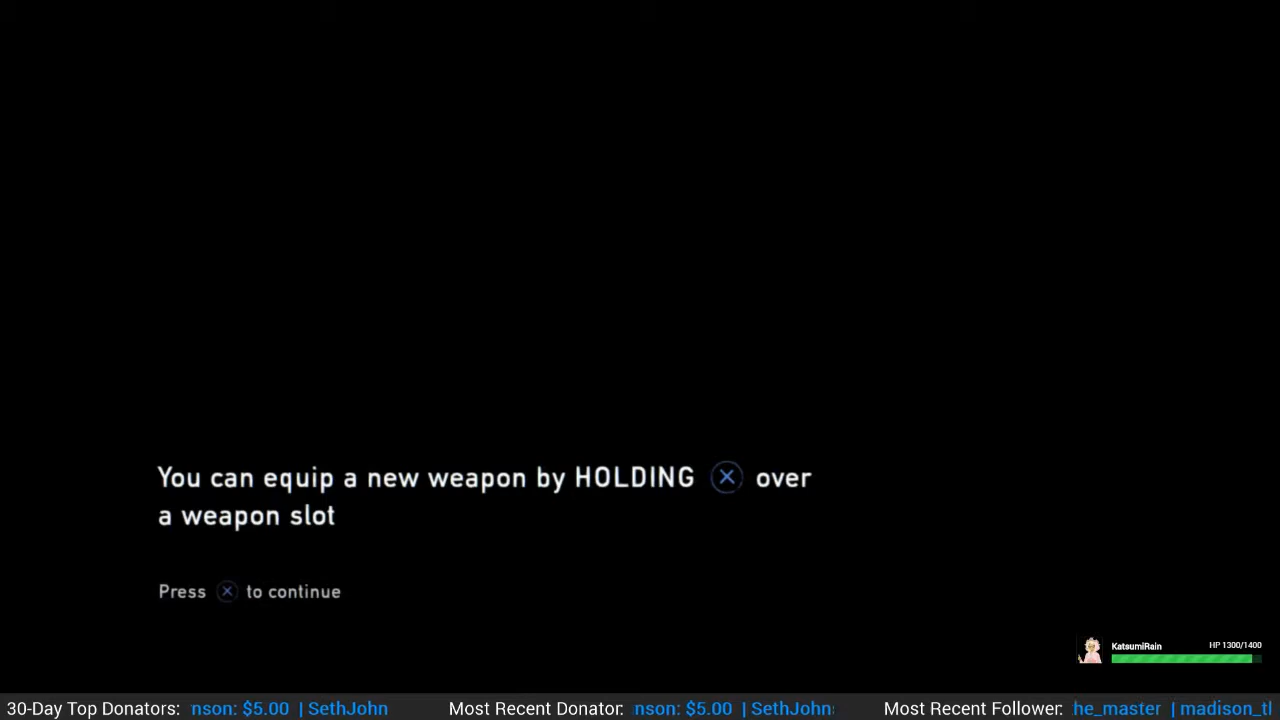 You can equip a new weapon by HOLDING over
a weapon slot
Press to continue
KatsumiRain HP 1300/1400
30-Day Top Donators: nson: $5.00 | SethJohn Most Recent Donator: nson: $5.00 | SethJohn Most Recent Follower: he_master | madison_tl